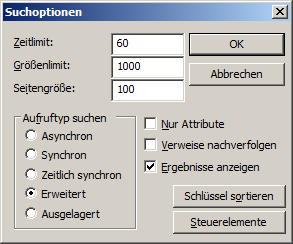 Suchoptionen
Zeitlimit: 60
OK
Größenlimit: 1000
Abbrechen
Seitengröße: 100
Aufruftyp suchen
Asynchron
Synchron
Zeitlich synchron
Erweitert
Ausgelagert
Nur Attribute
Verweise nachverfolgen
Ergebnisse anzeigen
Schlüssel sortieren
Steuerelemente